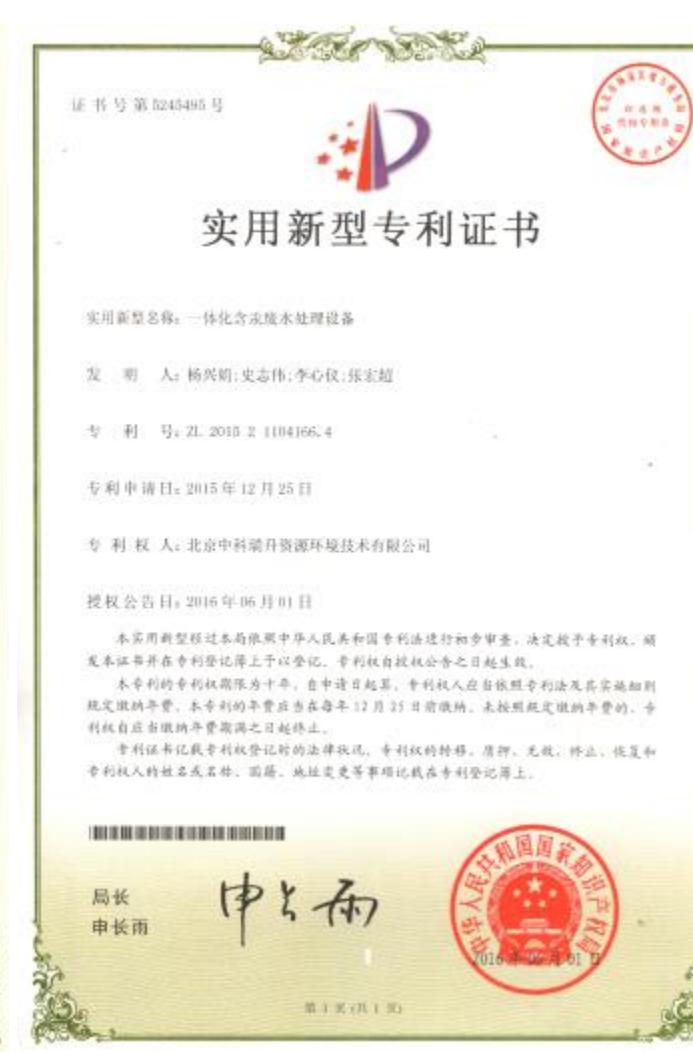 证书号第5245495号
实用新型专利证书
实用新型名称：一体化含汞废水处理设备
发 明 人：杨兴娟;史志伟;李心仪;张宏超
专 利 号：ZL 2015 2 1104166.4
专利申请日：2015年12月25日
专 利 权 人：北京中科瑞升资源环境技术有限公司
授权公告日：2016年06月01日
本实用新型经过本局依照中华人民共和国专利法进行初步审查，决定授予专利权，颁
发本证书并在专利登记簿上予以登记。专利权自授权公告之日起生效。
本专利的专利权期限为十年，自申请日起算。专利权人应当依照专利法及其实施细则
规定缴纳年费。本专利的年费应当在每年12月25日前缴纳。未按照规定缴纳年费的，专
利权自应当缴纳年费期满之日起终止。
专利证书记载专利权登记时的法律状况。专利权的转移、质押、无效、终止、恢复和
专利权人的姓名或名称、国籍、地址变更等事项记载在专利登记簿上。
局长
申长雨
申长雨
中华人民共和国国家知识产权局
2016年06月01日
第1页(共1页)